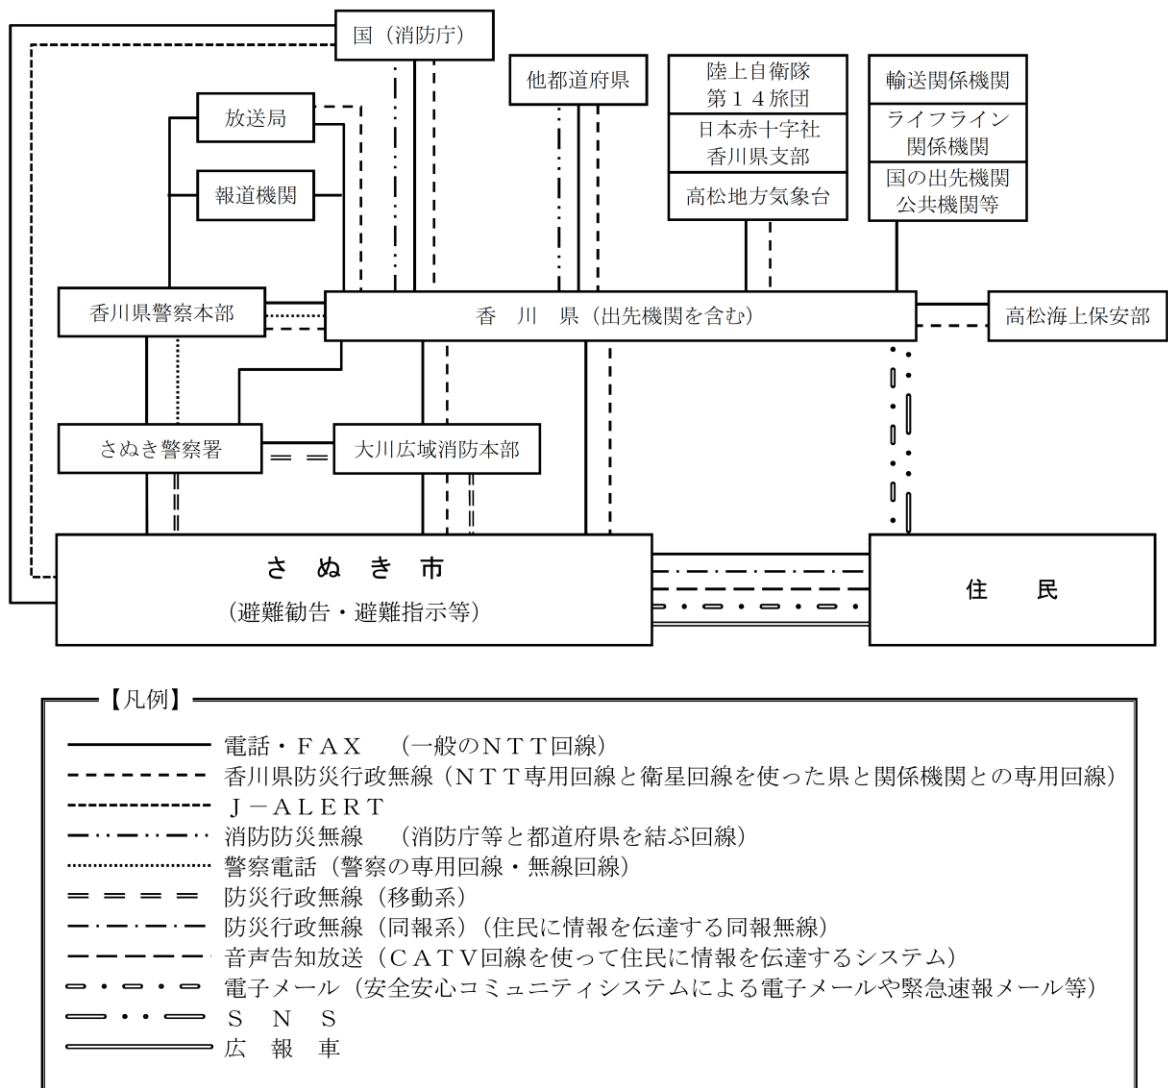 国（消防庁）
他都道府県
陸上自衛隊
第１４旅団
日本赤十字社
香川県支部
高松地方気象台
輸送関係機関
ライフライン
関係機関
国の出先機関
公共機関等
放送局
報道機関
香川県警察本部
香　川　県（出先機関を含む）
高松海上保安部
さぬき警察署
大川広域消防本部
さ　ぬ　き　市
（避難勧告・避難指示等）
住　　民
【凡例】
電話・ＦＡＸ　（一般のＮＴＴ回線）
香川県防災行政無線（ＮＴＴ専用回線と衛星回線を使った県と関係機関との専用回線）
Ｊ－ＡＬＥＲＴ
消防防災無線　（消防庁等と都道府県を結ぶ回線）
警察電話（警察の専用回線・無線回線）
防災行政無線（移動系）
防災行政無線（同報系）（住民に情報を伝達する同報無線）
音声告知放送（ＣＡＴＶ回線を使って住民に情報を伝達するシステム）
電子メール（安全安心コミュニティシステムによる電子メールや緊急速報メール等）
Ｓ　Ｎ　Ｓ
広　報　車